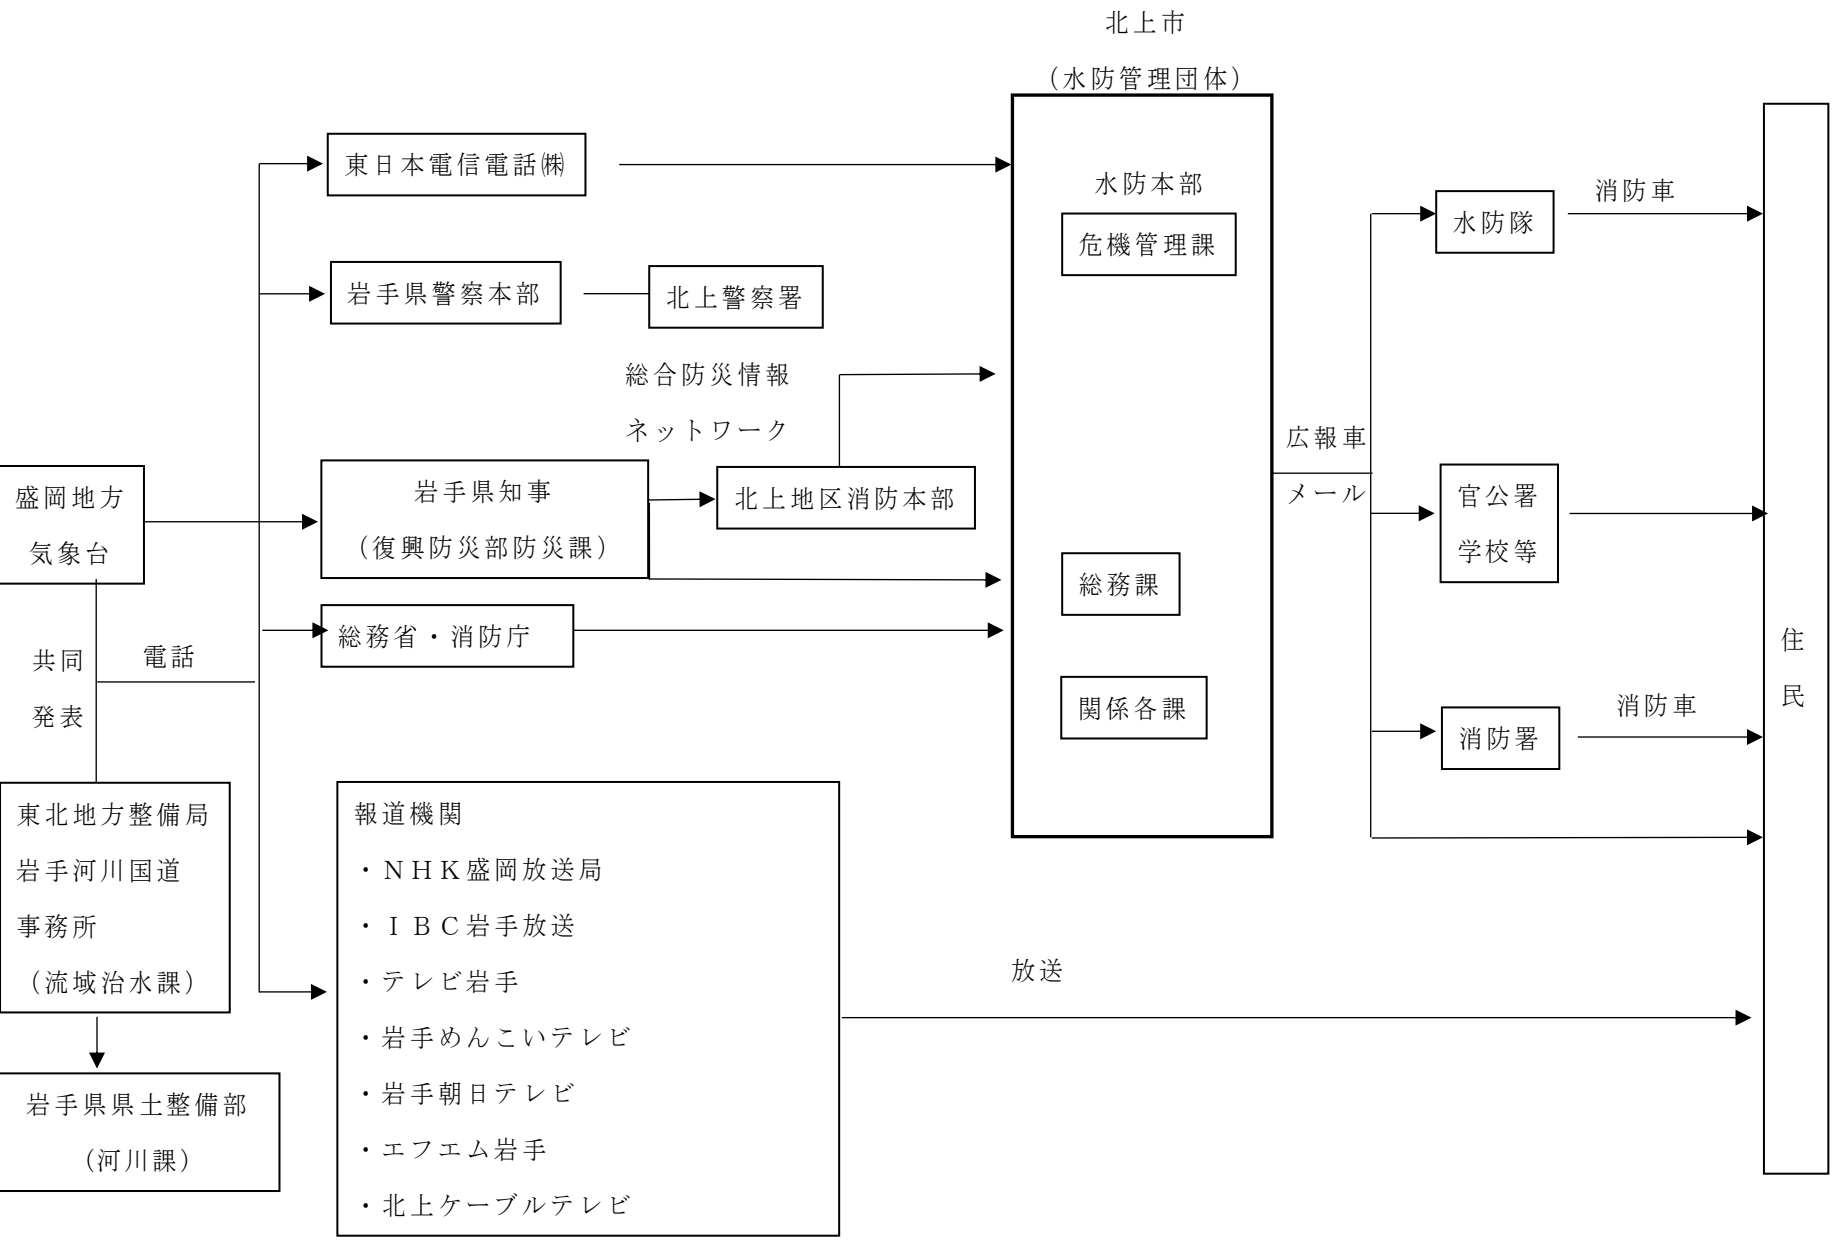 北上市
（水防管理団体）
東日本電信電話㈱
水防本部
危機管理課
消防車
水防隊
岩手県警察本部
北上警察署
総合防災情報
ネットワーク
広報車
メール
盛岡地方
気象台
岩手県知事
（復興防災部防災課）
北上地区消防本部
官公署
学校等
総務課
総務省・消防庁
共同
発表
電話
関係各課
消防車
消防署
住
民
東北地方整備局
岩手河川国道
事務所
（流域治水課）
報道機関
・ＮＨＫ盛岡放送局
・ＩＢＣ岩手放送
・テレビ岩手
・岩手めんこいテレビ
・岩手朝日テレビ
・エフエム岩手
・北上ケーブルテレビ
放送
岩手県県土整備部
（河川課）